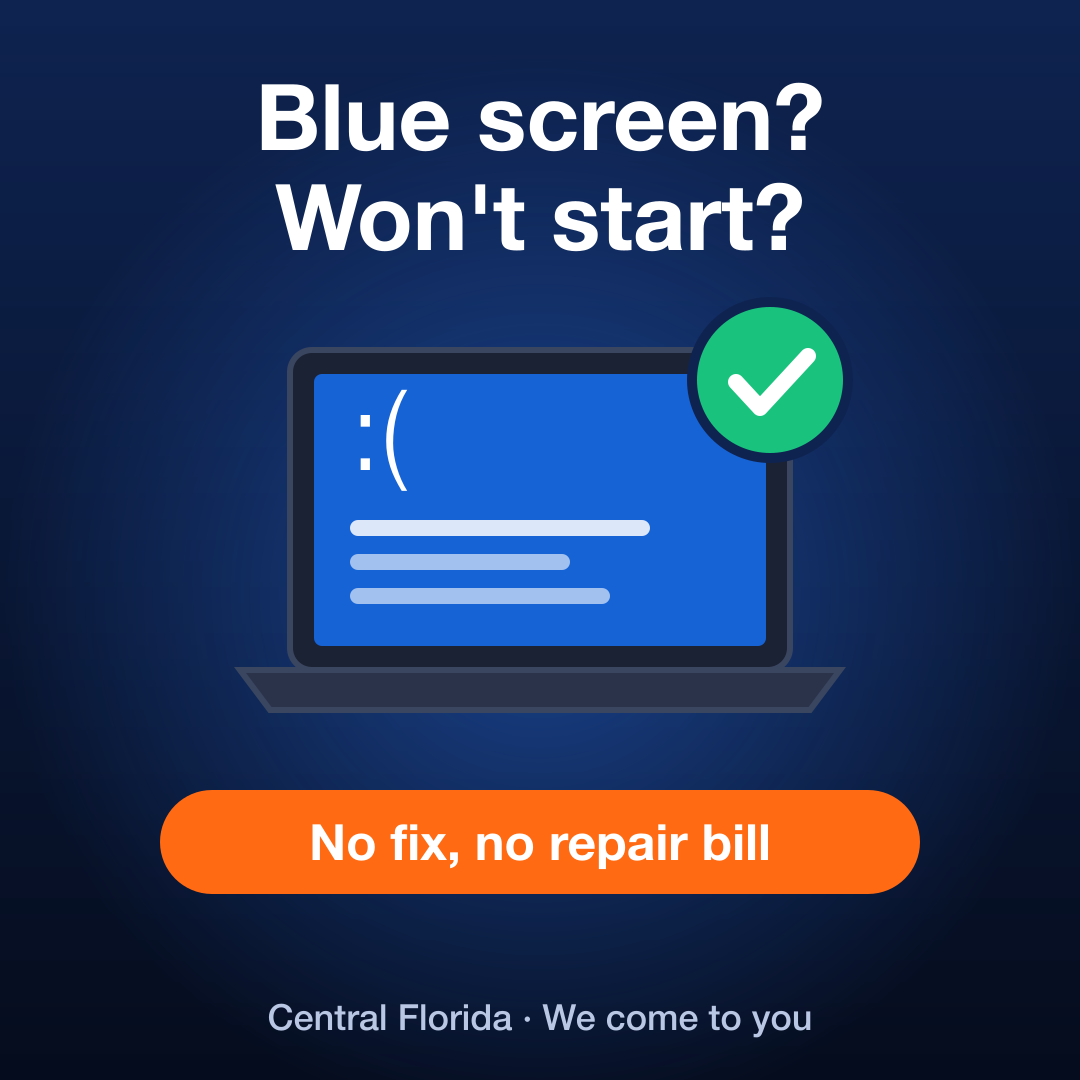 Blue screen?
Won't start?
:(
No fix, no repair bill
Central Florida · We come to you